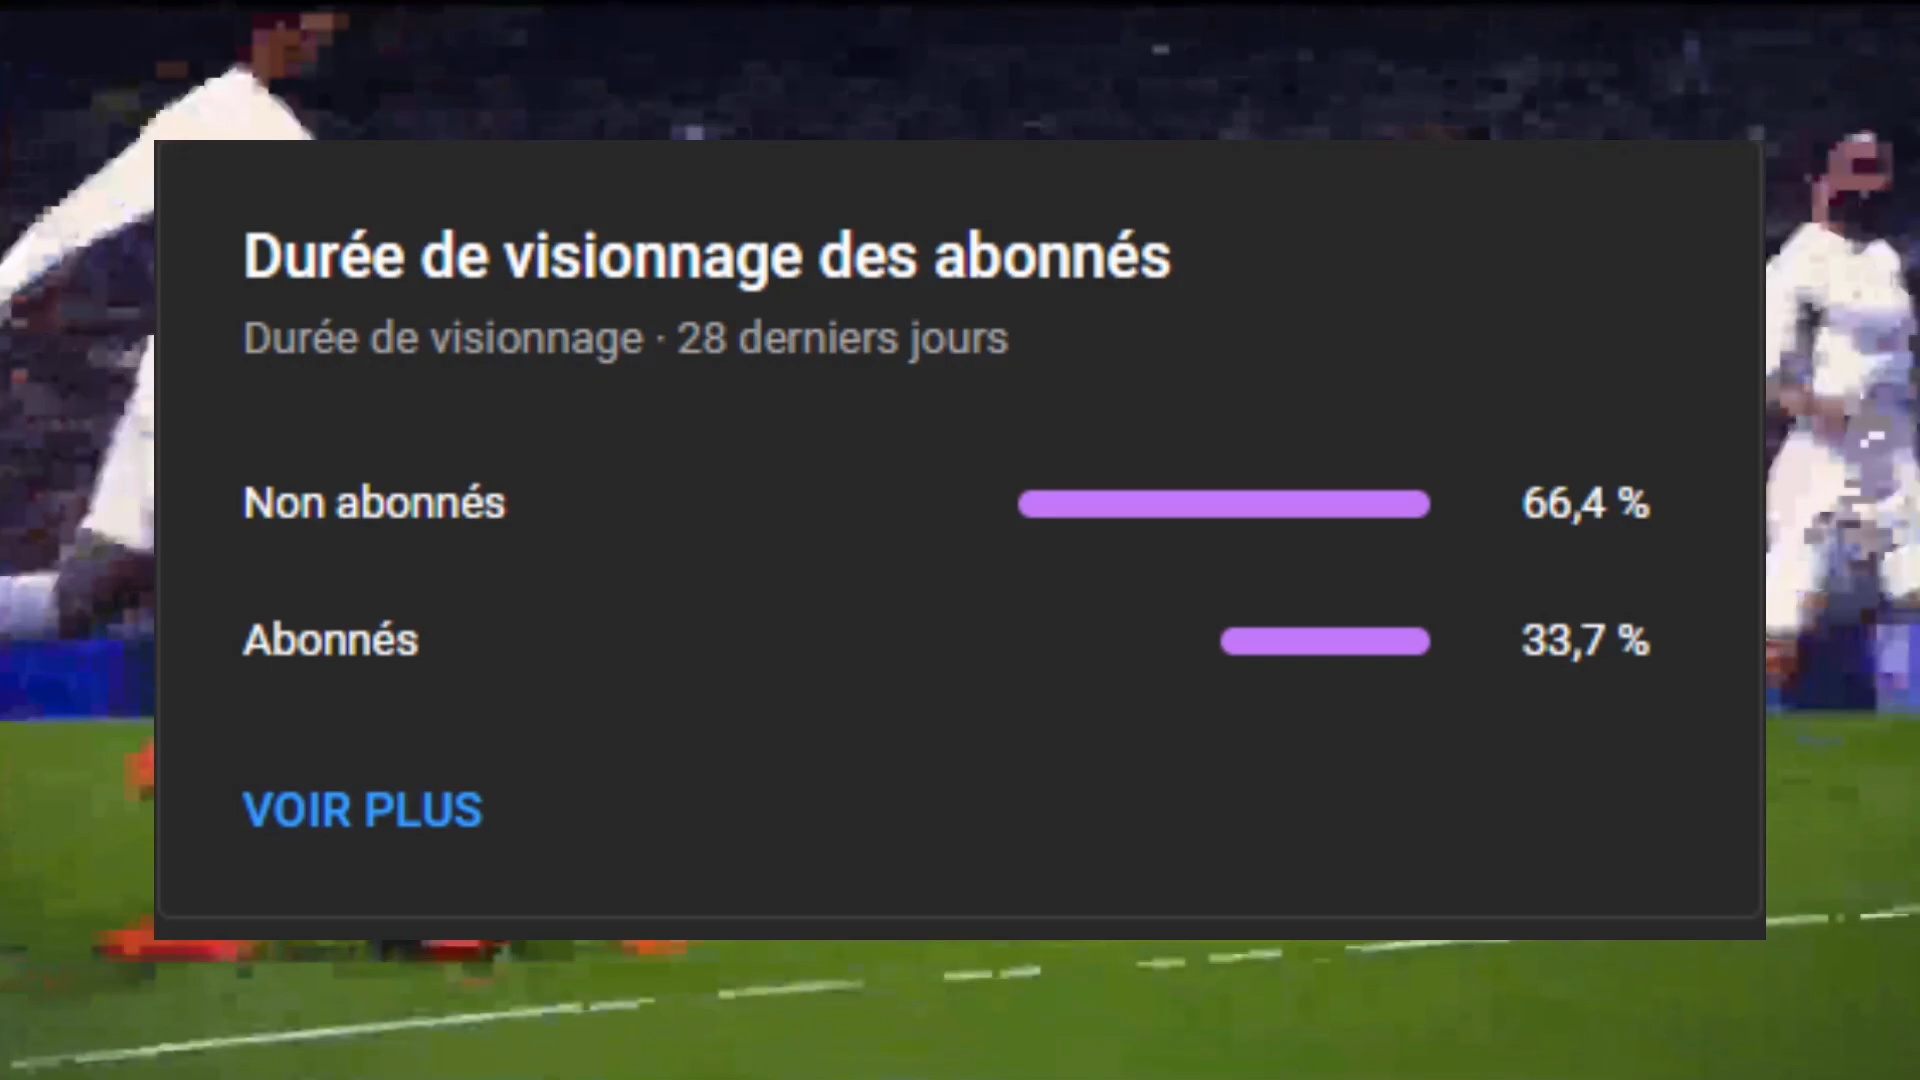 Durée de visionnage des abonnés
Durée de visionnage · 28 derniers jours
Non abonnés 66,4 %
Abonnés 33,7 %
VOIR PLUS